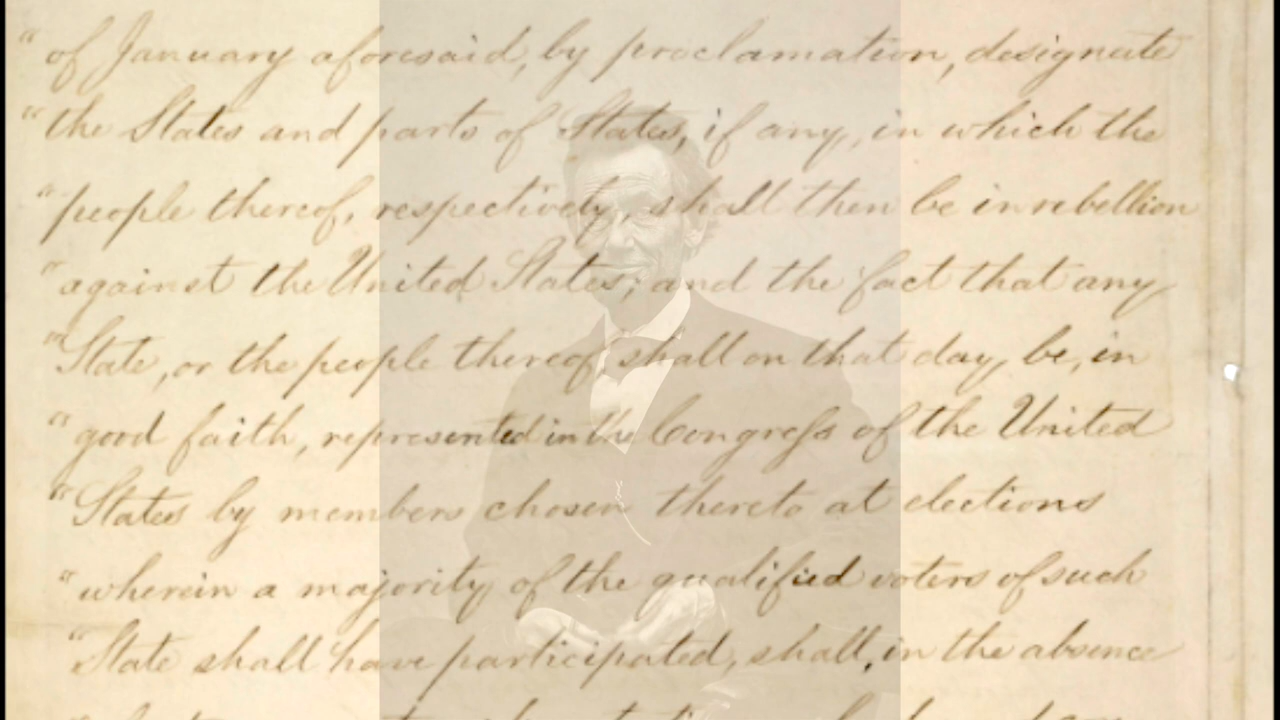 “ of January aforesaid, by proclamation, designate
“ the States and parts of States, if any, in which the
“ people thereof, respectively, shall then be in rebellion
“ against the United States; and the fact that any
“ State, or the people thereof shall on that day be, in
“ good faith, represented in the Congress of the United
“ States by members chosen thereto at elections
“ wherein a majority of the qualified voters of such
“ State shall have participated, shall, in the absence